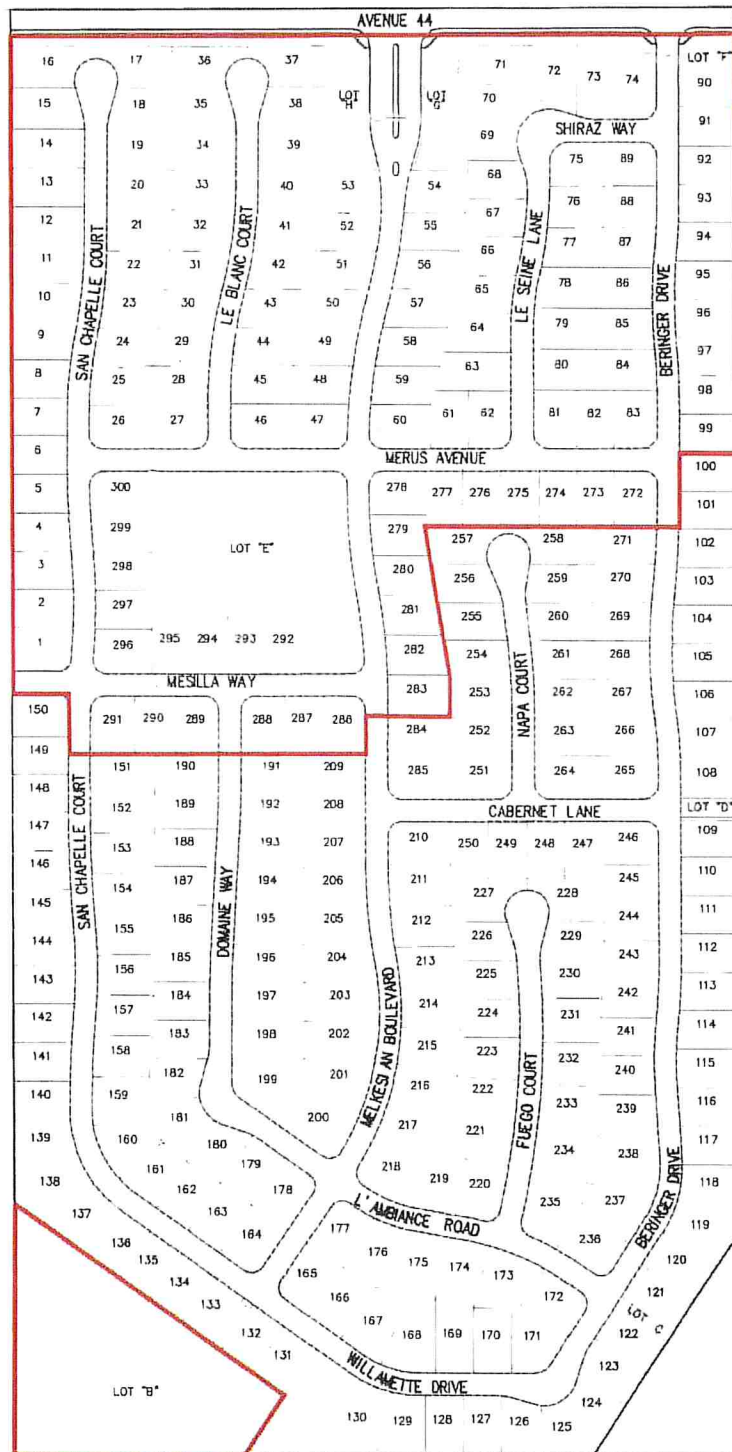 AVENUE 44
16 17 36 37 71 72 73 74 LOT "F"
90
15 18 35 38 LOT H LOT G 70 91
SHIRAZ WAY
14 19 34 39 69 75 89 92
13 20 33 40 53 54 68 76 88 93
12 21 32 41 52 55 67 77 87 94
11 22 31 42 51 56 66 78 86 95
10 23 30 43 50 57 65 79 85 96
9 24 29 44 49 58 64 80 84 97
8 25 28 45 48 59 63 98
7 26 27 46 47 60 61 62 81 82 83 99
SAN CHAPELLE COURT
LE BLANC COURT
LE SEINE LANE
BERINGER DRIVE
6 MERUS AVENUE 100
5 300 278 277 276 275 274 273 272 101
4 299 279 257 258 271 102
3 298 LOT "E" 280 256 259 270 103
2 297 281 255 260 269 104
1 296 295 294 293 292 282 254 261 268 105
MESILLA WAY
150 291 290 289 288 287 286 283 253 262 267 106
NAPA COURT
149 284 252 263 266 107
148 151 190 191 209 285 251 264 265 108
CABERNET LANE LOT "D"
147 152 189 192 208 109
146 153 188 193 207 210 250 249 248 247 246 110
145 154 187 194 206 211 227 228 245 111
144 155 186 195 205 212 226 229 244 112
143 156 185 196 204 213 225 230 243 113
142 157 184 197 203 214 224 231 242 114
141 158 183 198 202 215 223 232 241 115
140 159 182 199 201 216 222 233 240 116
139 160 181 200 217 221 234 239 117
138 161 180 179 218 219 220 235 238 118
SAN CHAPELLE COURT
DOMAINE WAY
MELKESIAN BOULEVARD
FUEGO COURT
BERINGER DRIVE
137 162 178 236 237 119
136 163 177 L'AMBIANCE ROAD 120
135 164 176 175 174 173 121
134 165 166 172 LOT C 122
133 167 168 169 170 171 123
132
131 WILLAMETTE DRIVE 124
LOT "B" 130 129 128 127 126 125